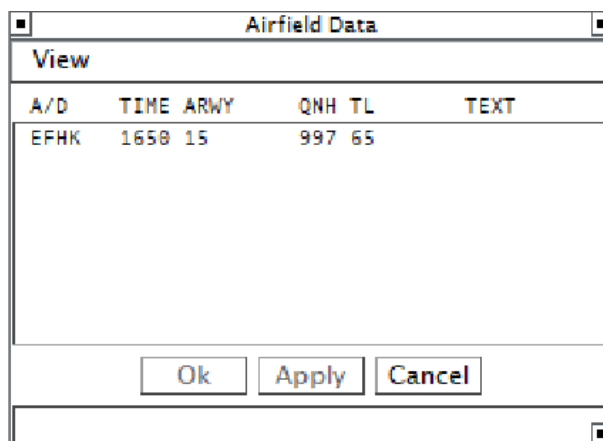 Airfield Data
View
A/D TIME ARWY QNH TL TEXT
EFHK 1650 15 997 65
Ok Apply Cancel